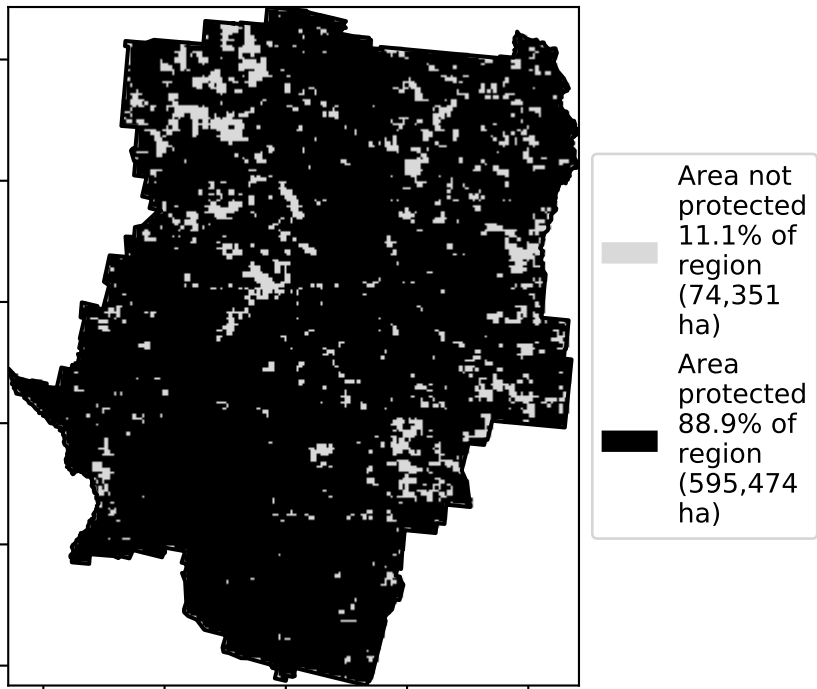 Area not
protected
11.1% of
region
(74,351
ha)
Area
protected
88.9% of
region
(595,474
ha)